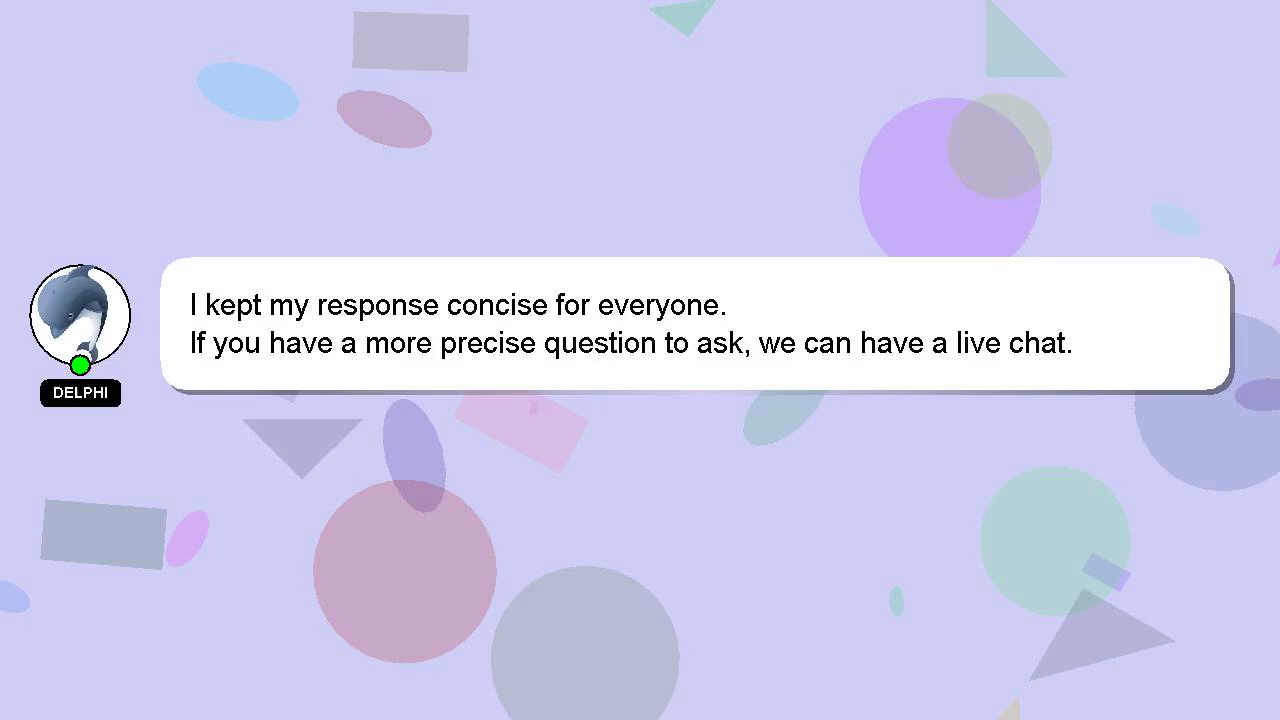 I kept my response concise for everyone.
If you have a more precise question to ask, we can have a live chat.
DELPHI